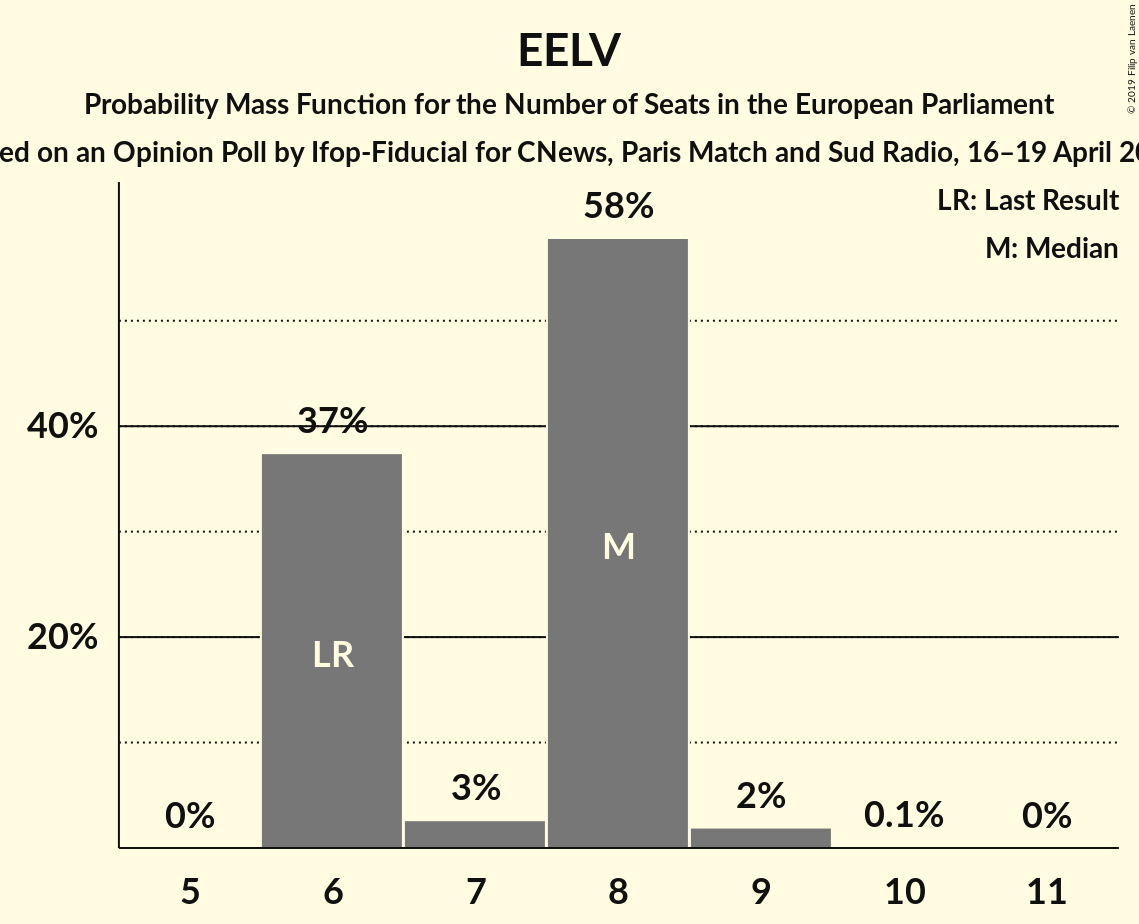 EELV
Probability Mass Function for the Number of Seats in the European Parliament
on an Opinion Poll by Ifop-Fiducial for CNews, Paris Match and Sud Radio, 16–19 April
© 2019 Filip van Laenen
LR: Last Result
M: Median
58%
40%
37%
M
20%
LR
0%
3%
2%
0.1%
0%
5 6 7 8 9 10 11